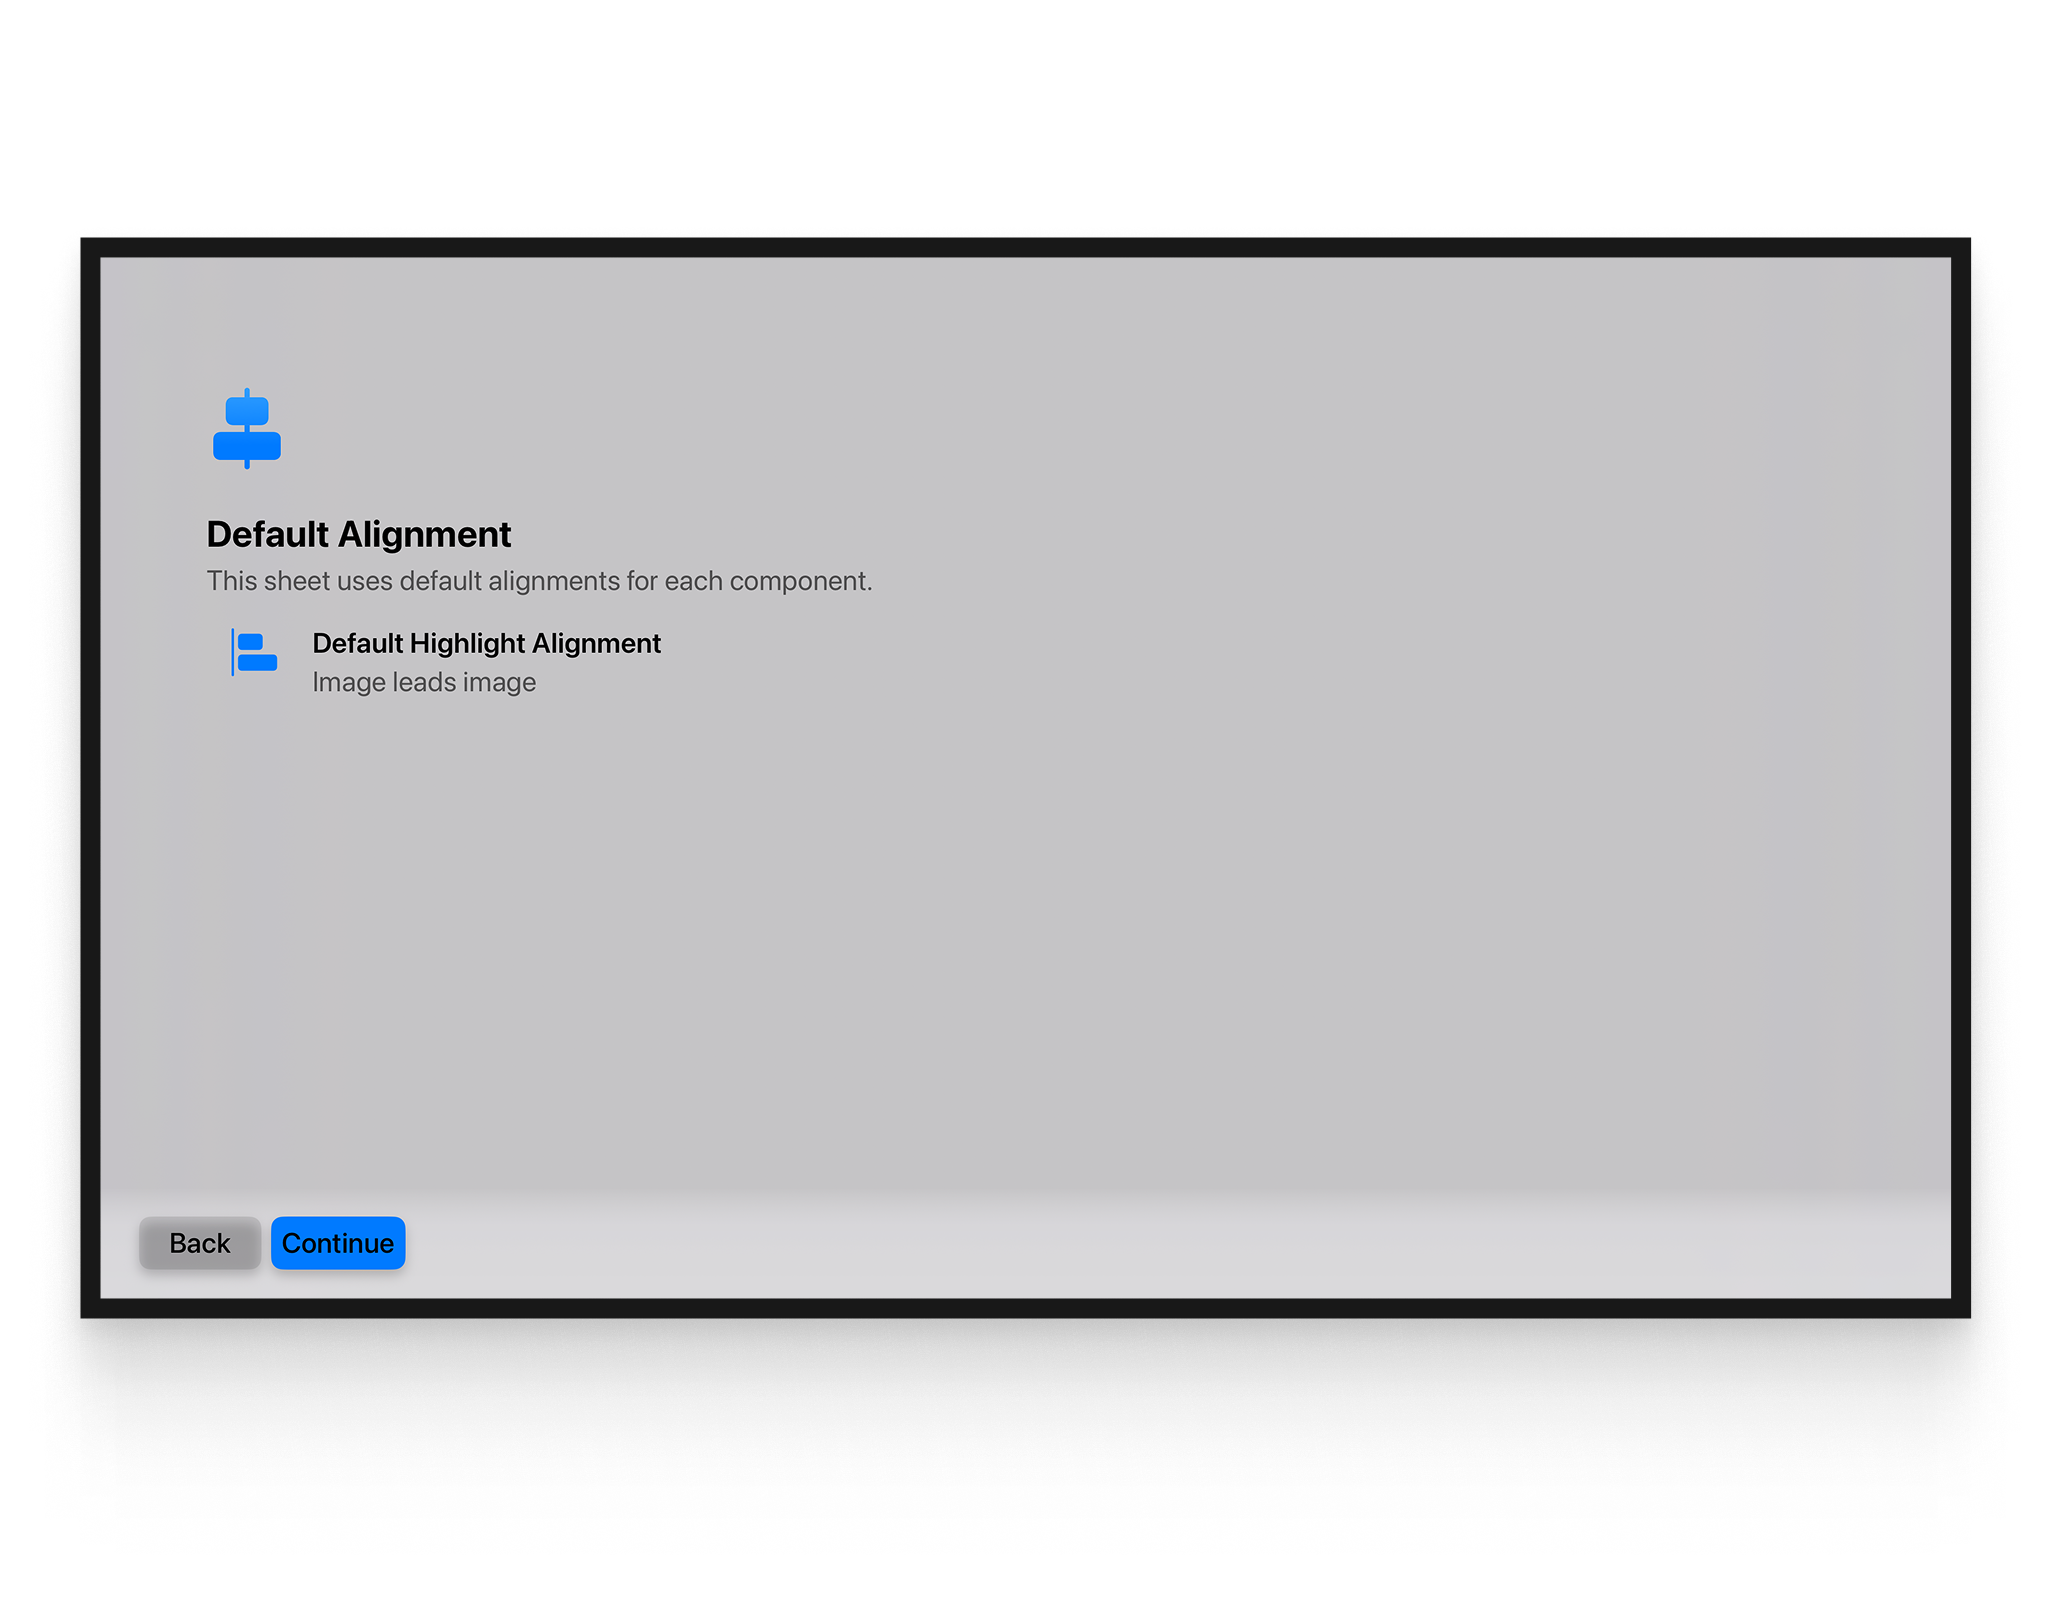 Default Alignment
This sheet uses default alignments for each component.
Default Highlight Alignment
Image leads image
Back Continue